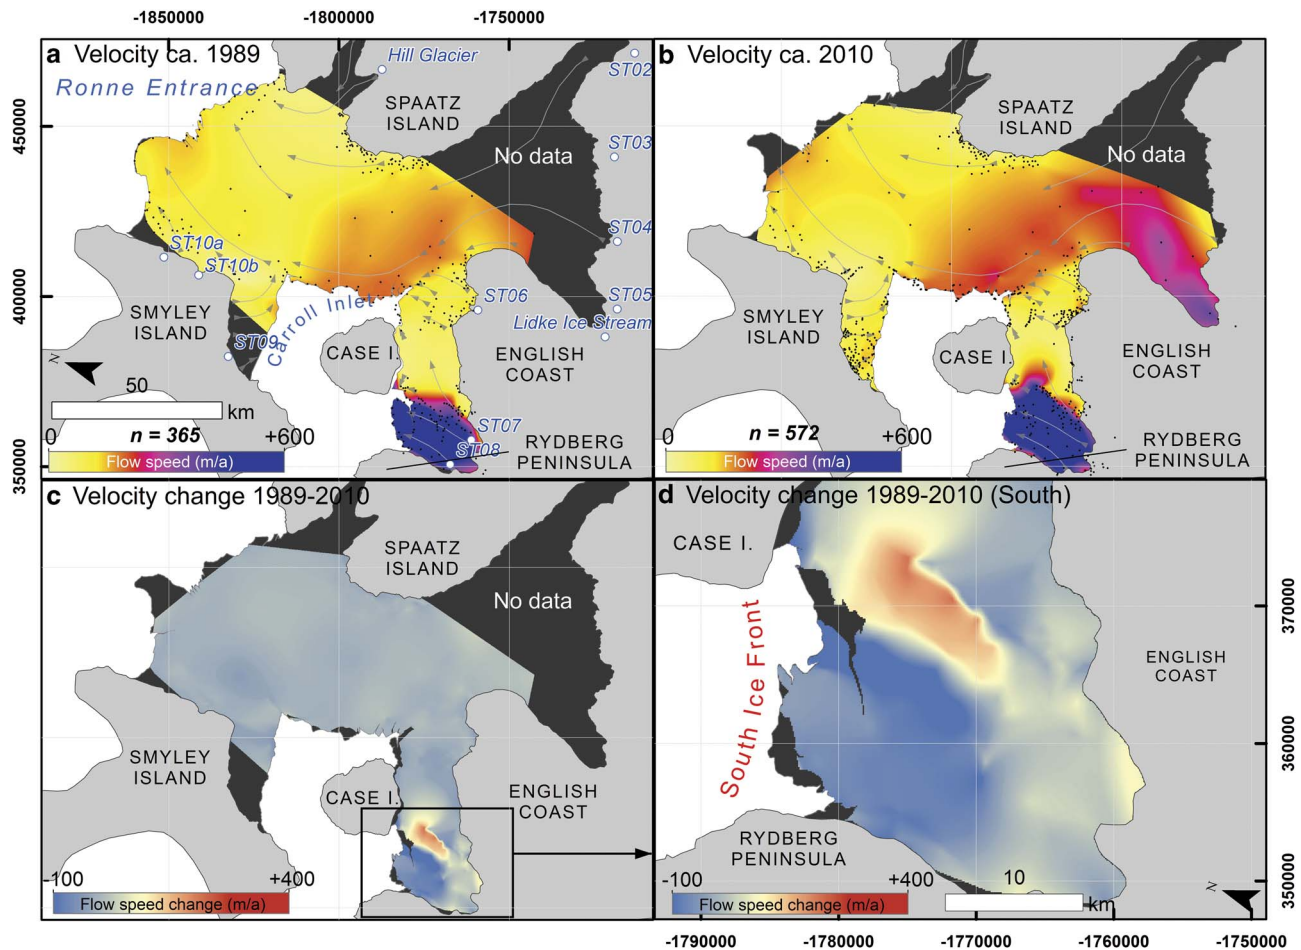 -1850000 -1800000 -1750000
a Velocity ca. 1989
Ronne Entrance
Hill Glacier
ST02
SPAATZ
ISLAND
ST03
No data
450000
ST04
ST10a
ST10b
ST05
ST06
Lidke Ice Stream
400000
SMYLEY
ISLAND
Carroll Inlet
ST09
CASE I.
ENGLISH
COAST
N
50
km
ST07
ST08
0 n = 365 +600
Flow speed (m/a)
RYDBERG
PENINSULA
350000
b Velocity ca. 2010
SPAATZ
ISLAND
No data
SMYLEY
ISLAND
CASE I.
ENGLISH
COAST
0 n = 572 +600
Flow speed (m/a)
RYDBERG
PENINSULA
c Velocity change 1989-2010
SPAATZ
ISLAND
No data
SMYLEY
ISLAND
CASE I.
ENGLISH
COAST
-100 +400
Flow speed change (m/a)
d Velocity change 1989-2010 (South)
CASE I.
South Ice Front
ENGLISH
COAST
RYDBERG
PENINSULA
-100 +400
Flow speed change (m/a)
10
km
N
370000
360000
350000
-1790000 -1780000 -1770000 -1760000 -1750000